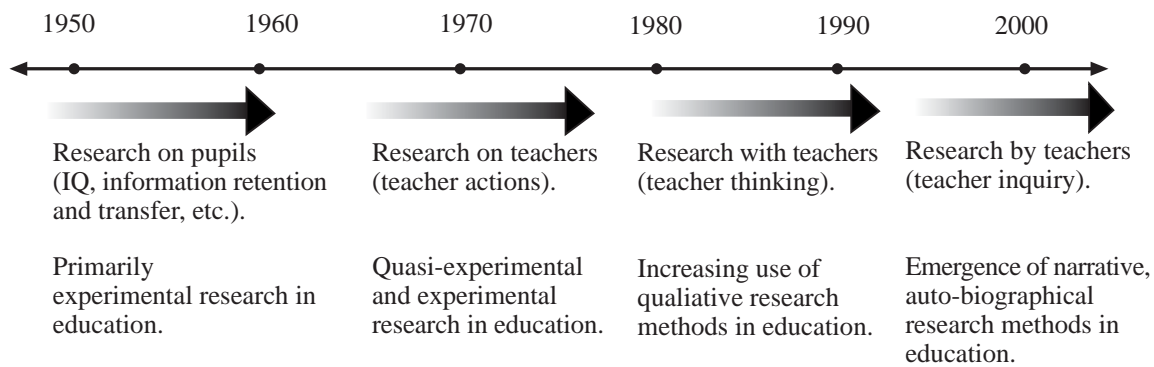 1950 1960 1970 1980 1990 2000
Research on pupils
(IQ, information retention
and transfer, etc.).
Primarily
experimental research in
education.
Research on teachers
(teacher actions).
Quasi-experimental
and experimental
research in education.
Research with teachers
(teacher thinking).
Increasing use of
qualiative research
methods in education.
Research by teachers
(teacher inquiry).
Emergence of narrative,
auto-biographical
research methods in
education.